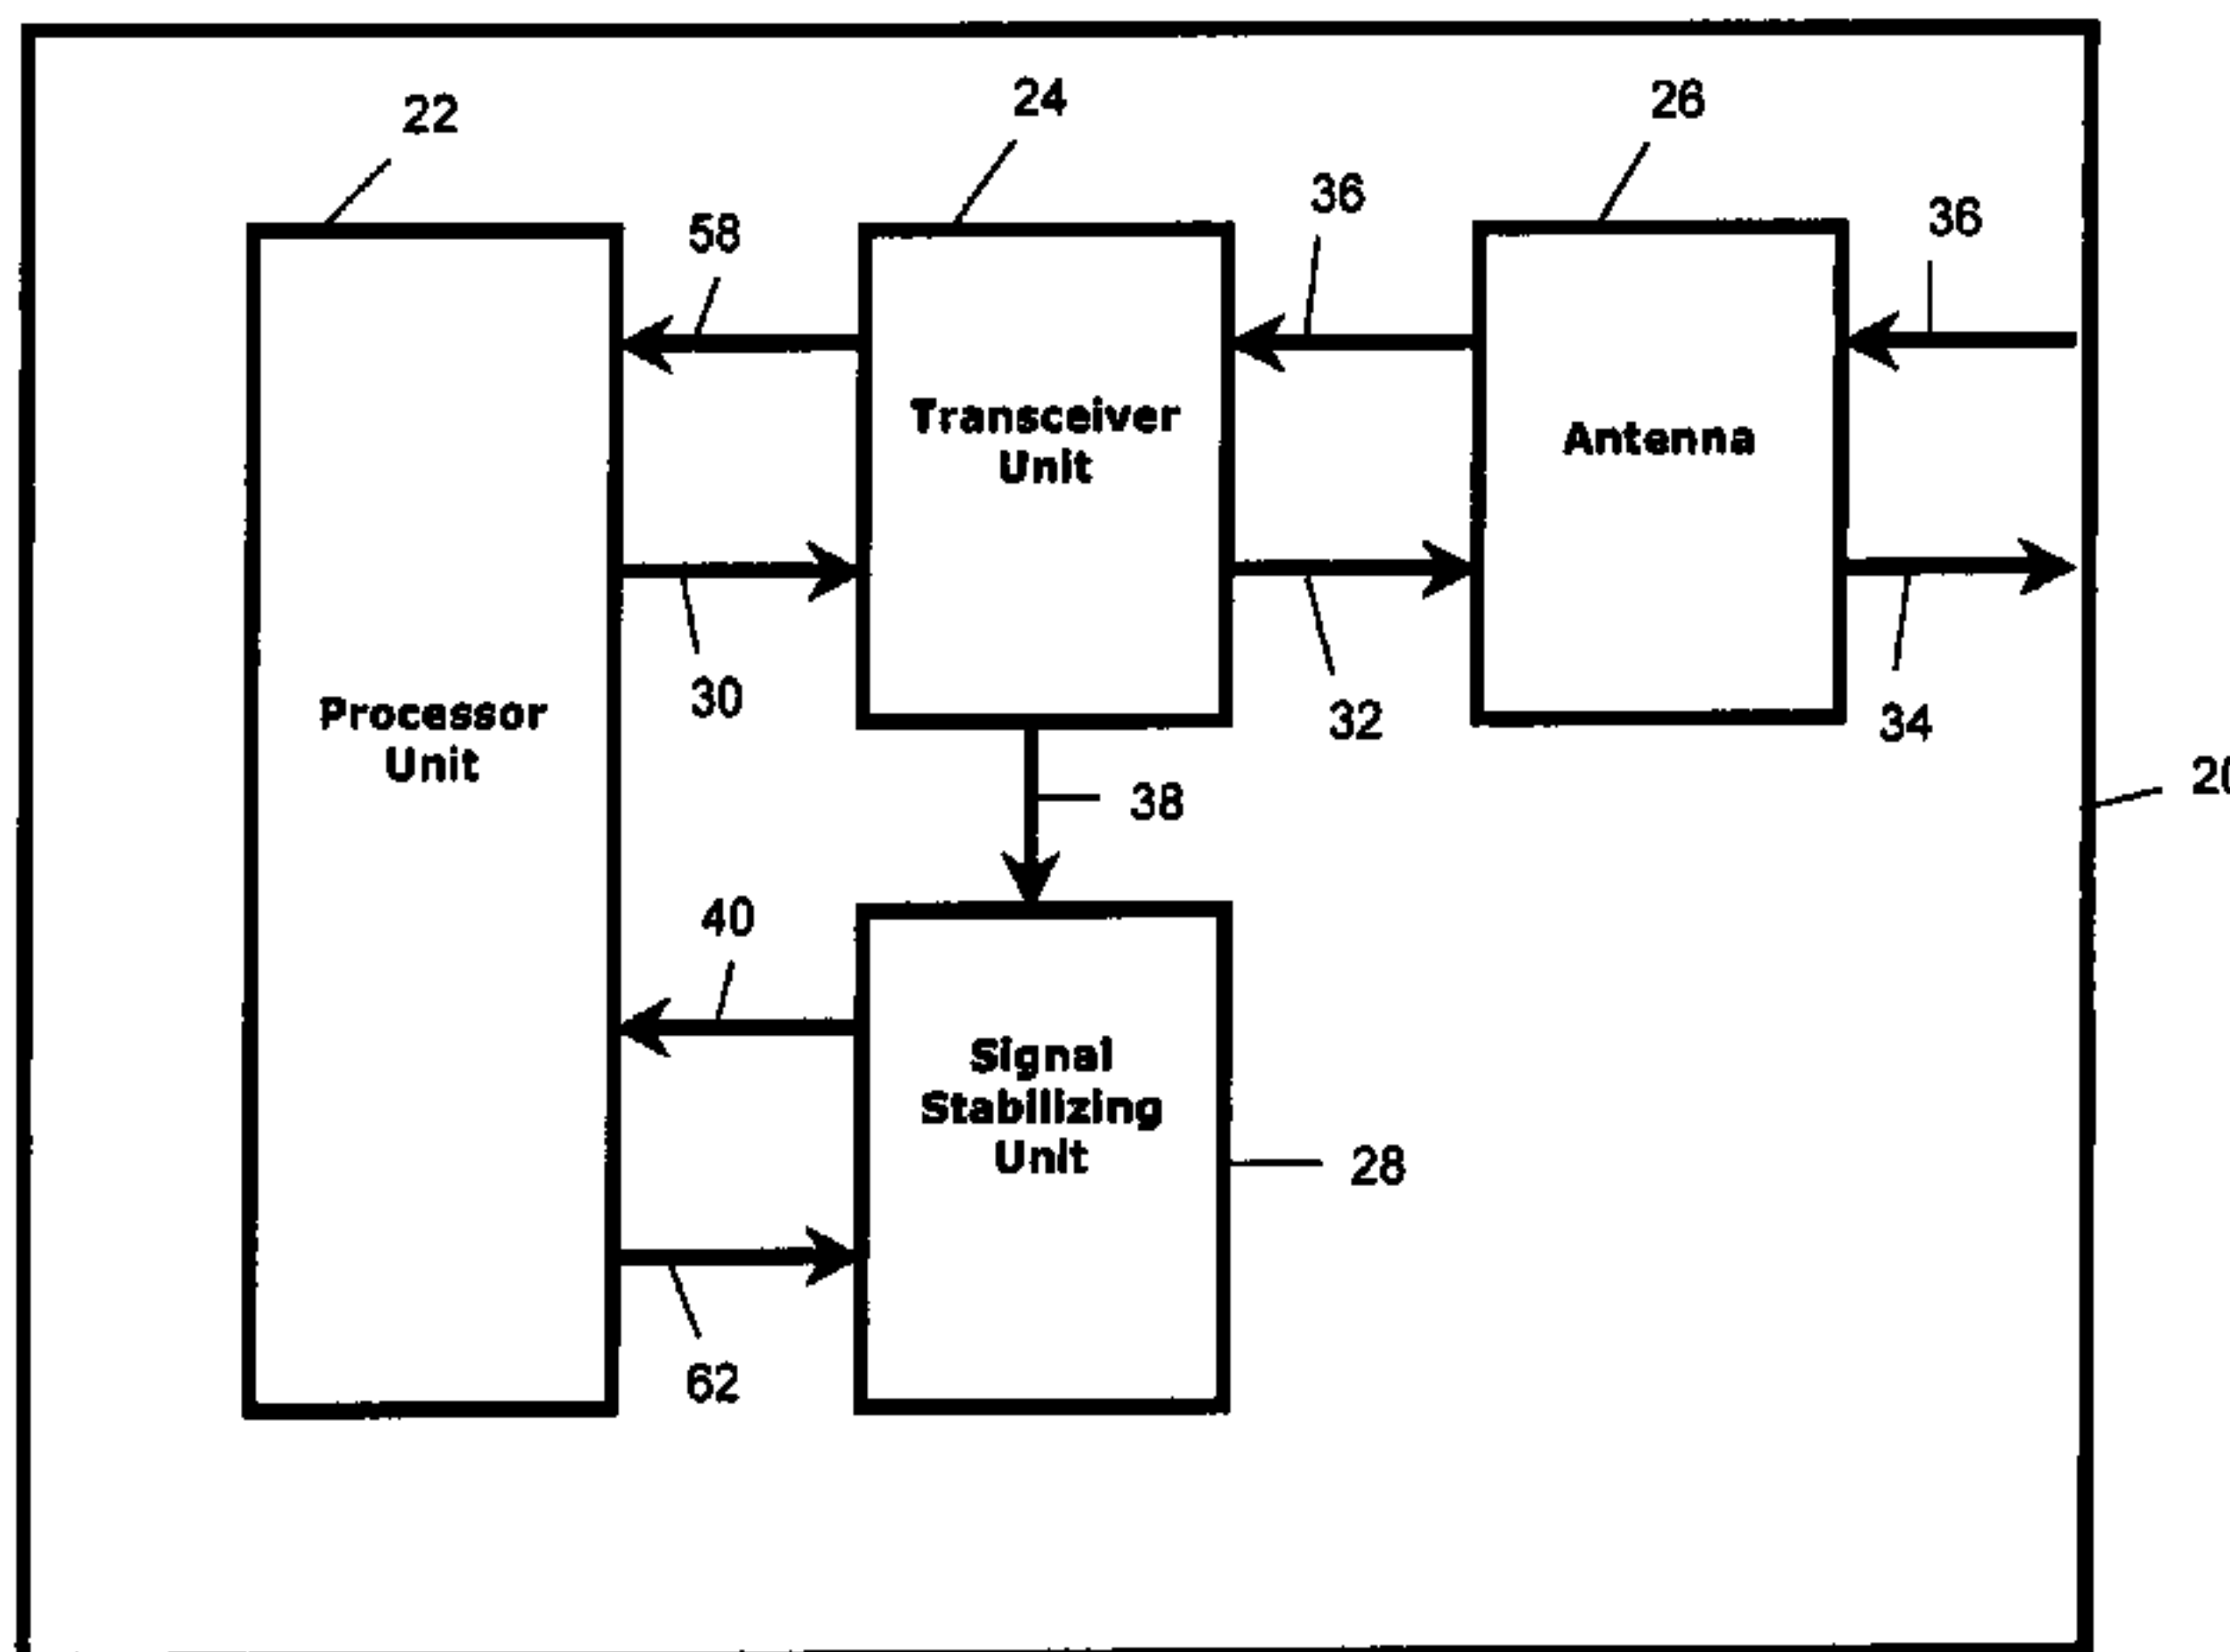 22
24
26
58
36
36
Transceiver
Unit
Antenna
30
32
34
Processor
Unit
38
20
40
Signal
Stabilizing
Unit
28
62